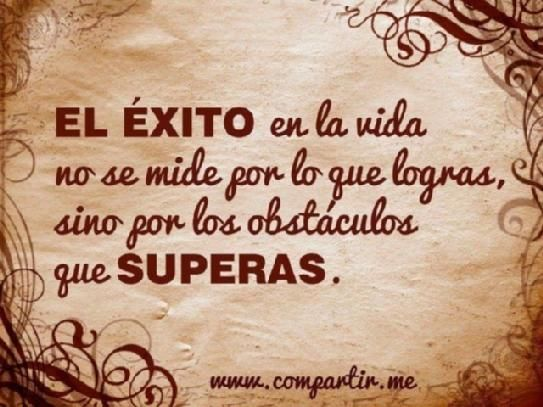 EL ÉXITO en la vida
no se mide por lo que logras,
sino por los obstáculos
que SUPERAS.
www.compartir.me